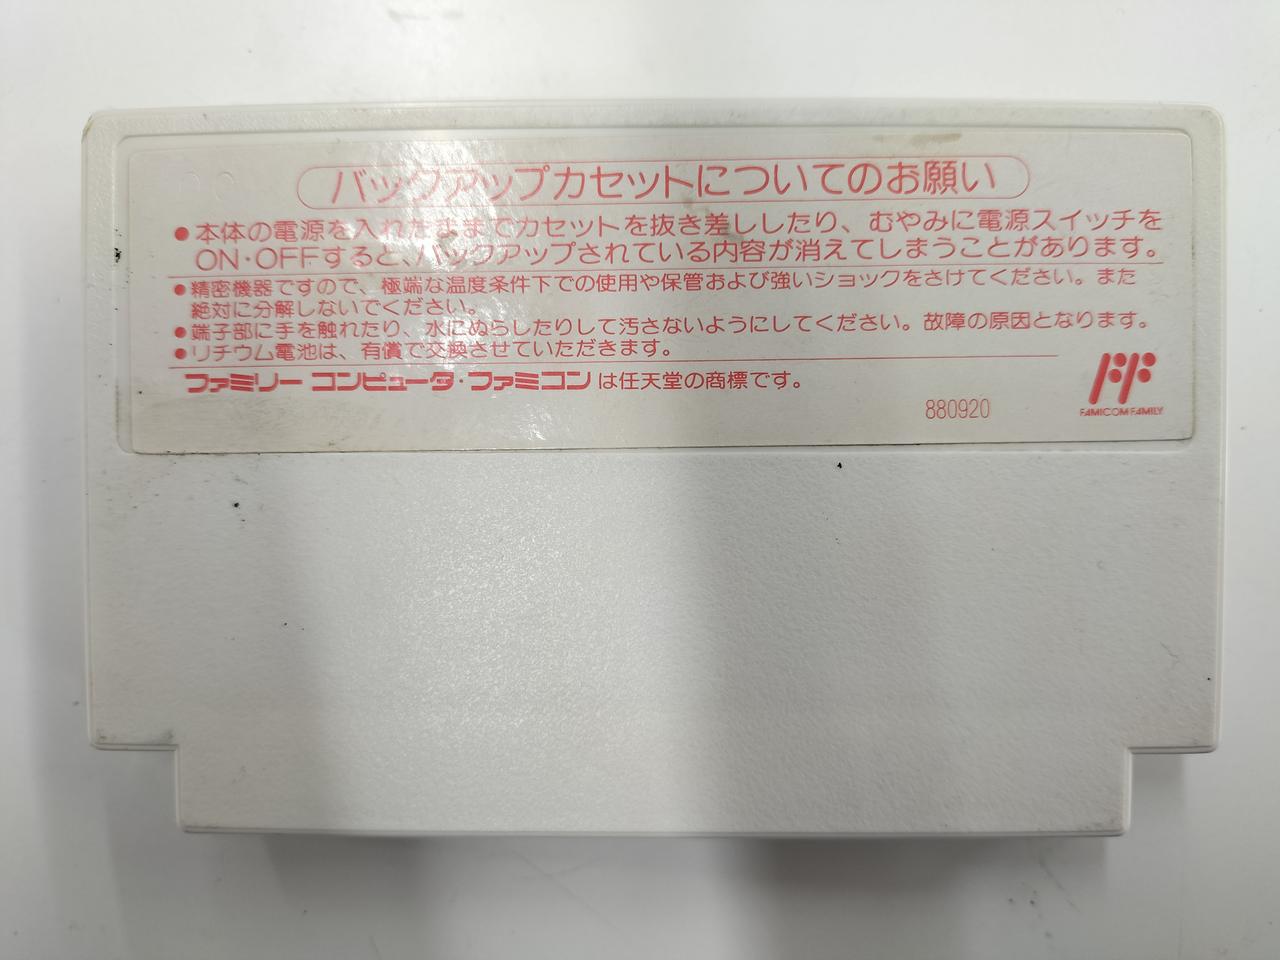 バックアップカセットについてのお願い
●本体の電源を入れたままでカセットを抜き差ししたり、むやみに電源スイッチを
ON・OFFすると、バックアップされている内容が消えてしまうことがあります。
●精密機器ですので、極端な温度条件下での使用や保管および強いショックをさけてください。また
絶対に分解しないでください。
●端子部に手を触れたり、水にぬらしたりして汚さないようにしてください。故障の原因となります。
●リチウム電池は、有償で交換させていただきます。
ファミリー コンピュータ・ファミコンは任天堂の商標です。
880920
FAMICOM FAMILY